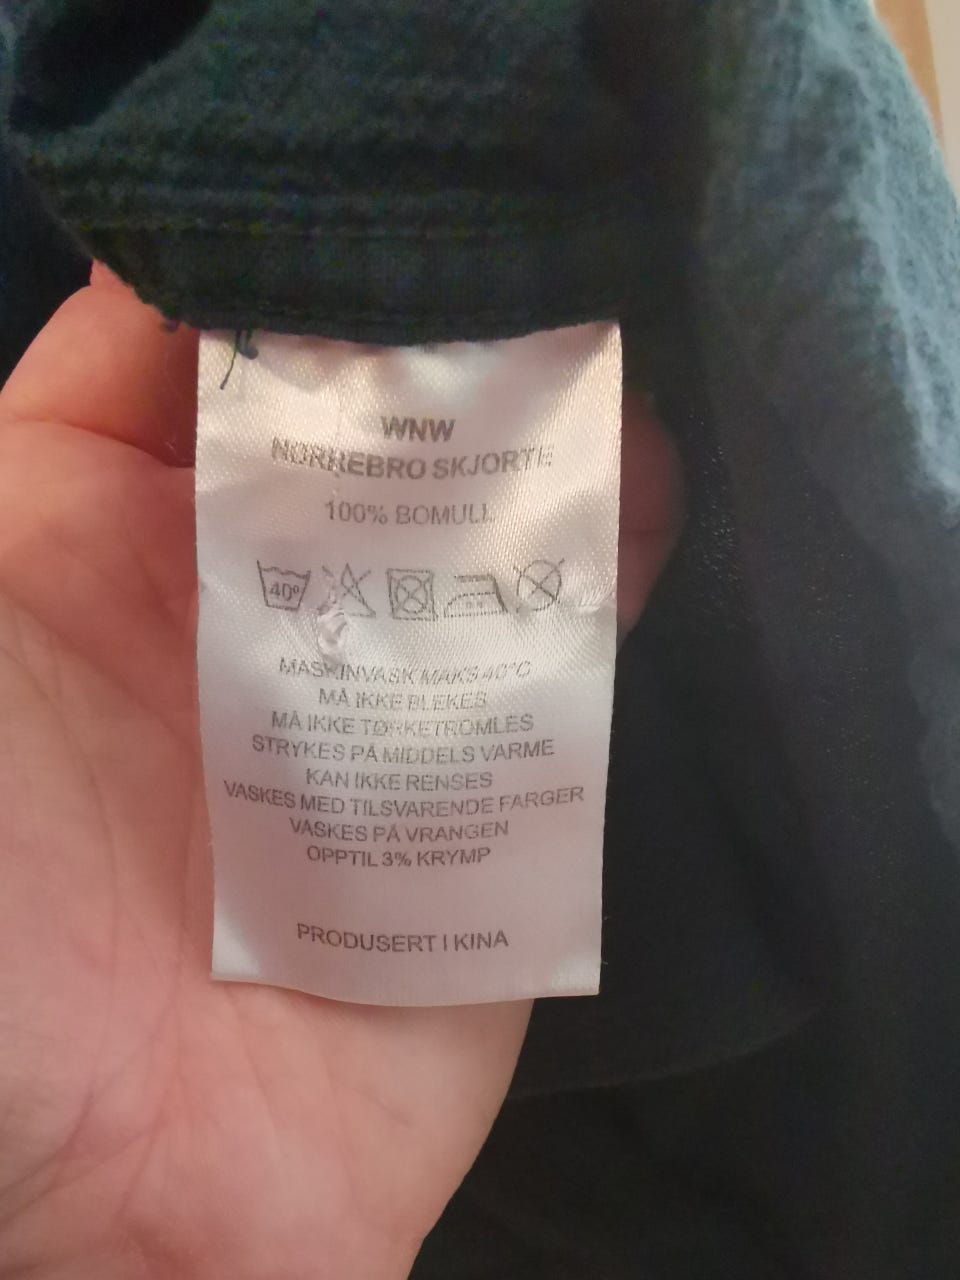 WNW
NØRREBRO SKJORTE
100% BOMULL
40°
MASKINVASK MAKS 40°C
MÅ IKKE BLEKES
MÅ IKKE TØRKETROMLES
STRYKES PÅ MIDDELS VARME
KAN IKKE RENSES
VASKES MED TILSVARENDE FARGER
VASKES PÅ VRANGEN
OPPTIL 3% KRYMP
PRODUSERT I KINA